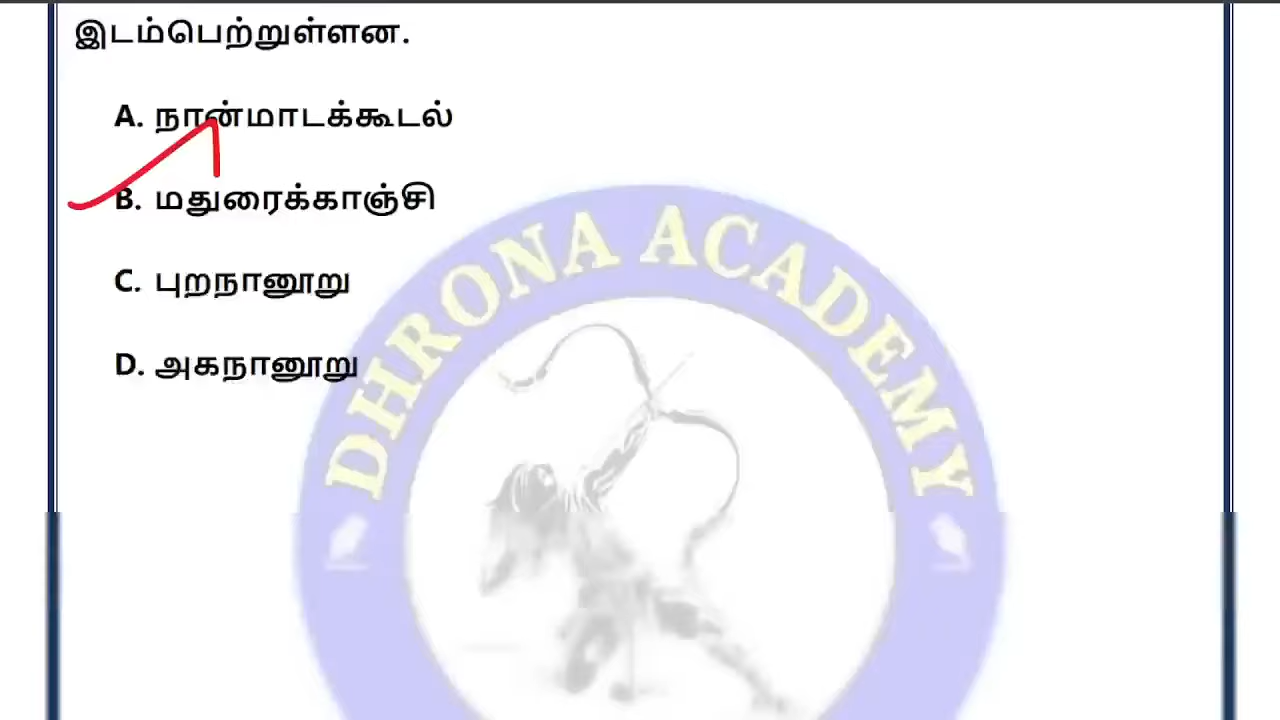 இடம்பெற்றுள்ளன.
A. நான்மாடக்கூடல்
B. மதுரைக்காஞ்சி
C. புறநானூறு
D. அகநானூறு
DHRONA ACADEMY